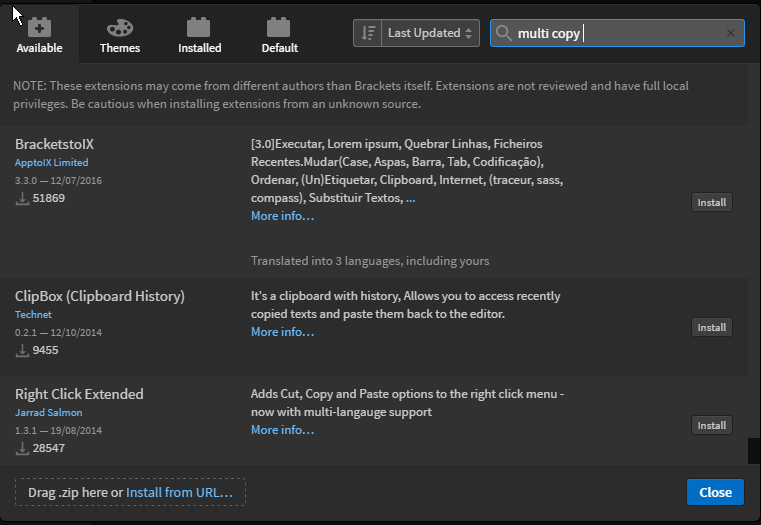 Available
Themes
Installed
Default
Last Updated
multi copy
×
NOTE: These extensions may come from different authors than Brackets itself. Extensions are not reviewed and have full local
privileges. Be cautious when installing extensions from an unknown source.
BracketstoIX
ApptoIX Limited
3.3.0 — 12/07/2016
51869
[3.0]Executar, Lorem ipsum, Quebrar Linhas, Ficheiros
Recentes.Mudar(Case, Aspas, Barra, Tab, Codificação),
Ordenar, (Un)Etiquetar, Clipboard, Internet, (traceur, sass,
compass), Substituir Textos, ...
More info...
Install
Translated into 3 languages, including yours
ClipBox (Clipboard History)
Technet
0.2.1 — 12/10/2014
9455
It's a clipboard with history, Allows you to access recently
copied texts and paste them back to the editor.
More info...
Install
Right Click Extended
Jarrad Salmon
1.3.1 — 19/08/2014
28547
Adds Cut, Copy and Paste options to the right click menu -
now with multi-langauge support
More info...
Install
Drag .zip here or Install from URL...
Close